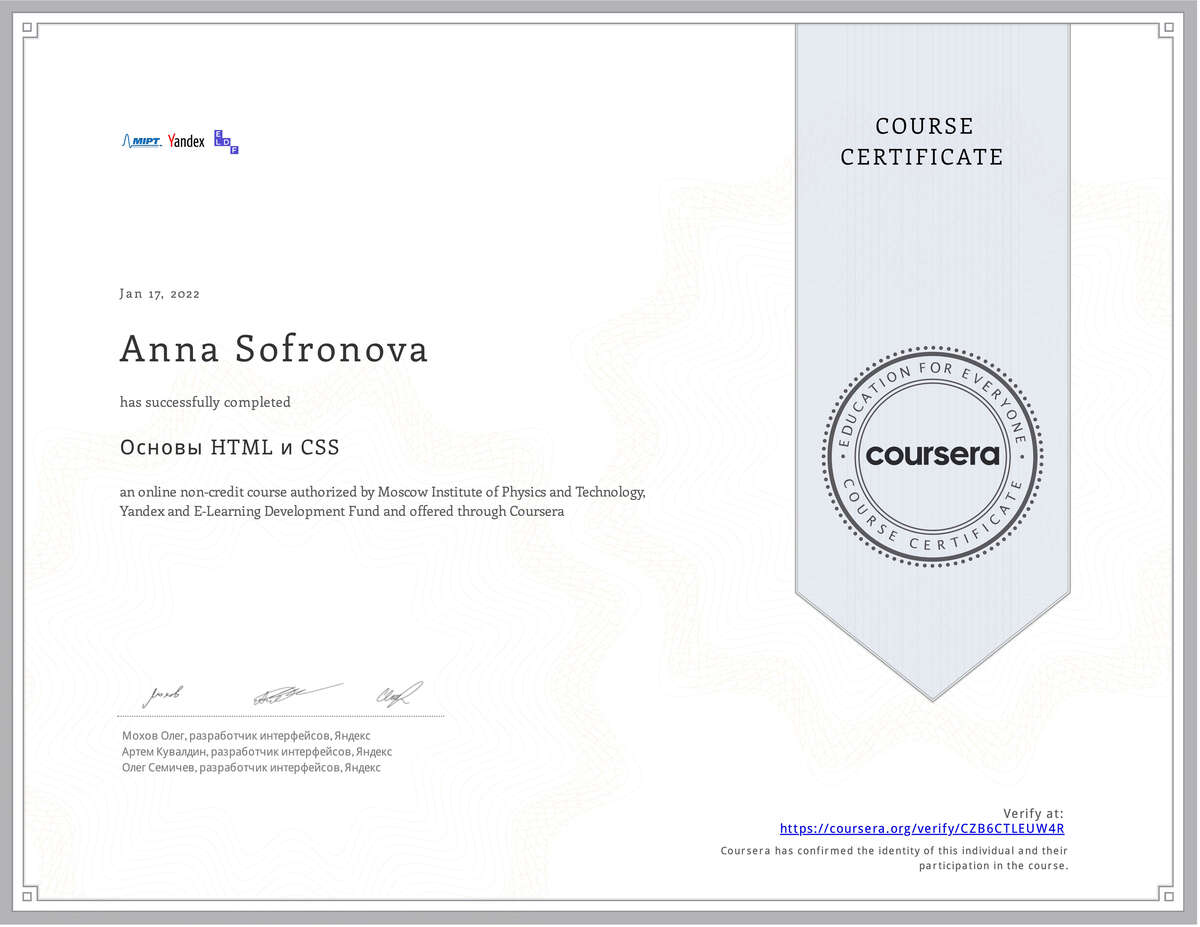 MIPT Yandex E L D F
COURSE
CERTIFICATE
Jan 17, 2022
Anna Sofronova
has successfully completed
Основы HTML и CSS
an online non-credit course authorized by Moscow Institute of Physics and Technology,
Yandex and E-Learning Development Fund and offered through Coursera
EDUCATION FOR EVERYONE
coursera
COURSE CERTIFICATE
Мохов Олег, разработчик интерфейсов, Яндекс
Артем Кувалдин, разработчик интерфейсов, Яндекс
Олег Семичев, разработчик интерфейсов, Яндекс
Verify at:
https://coursera.org/verify/CZB6CTLEUW4R
Coursera has confirmed the identity of this individual and their
participation in the course.